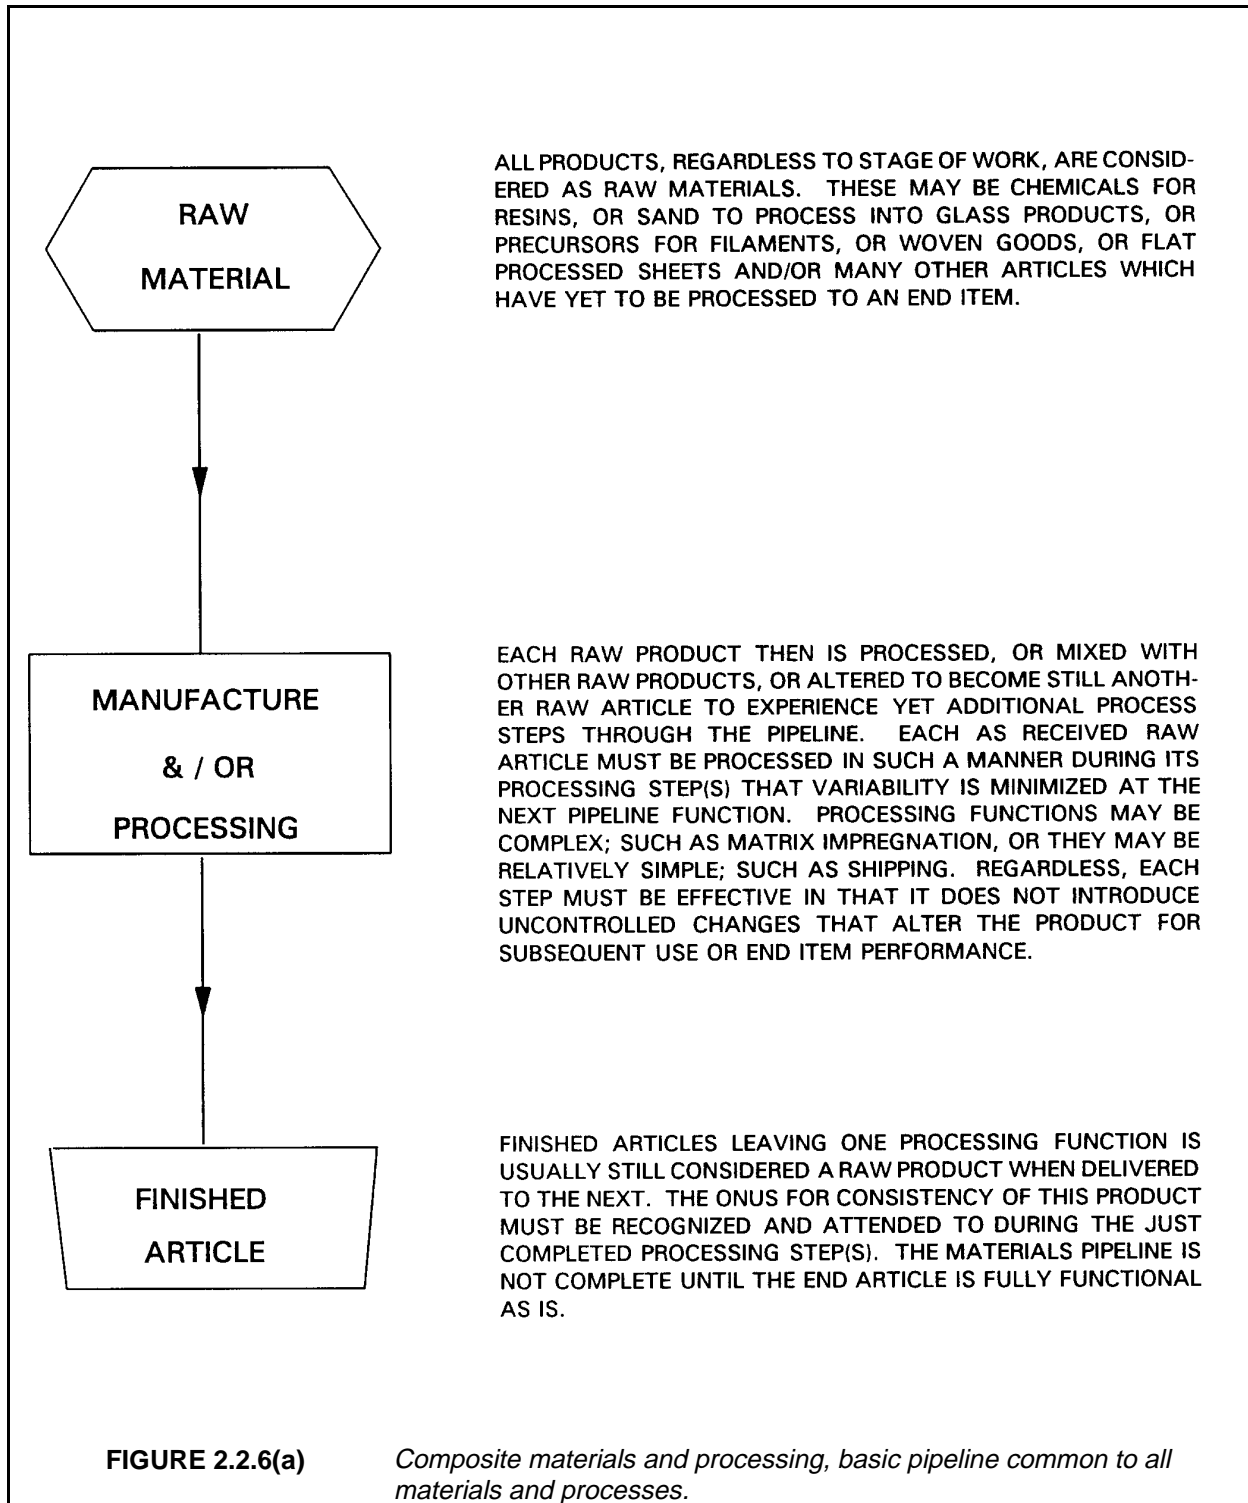 RAW
MATERIAL
ALL PRODUCTS, REGARDLESS TO STAGE OF WORK, ARE CONSID-
ERED AS RAW MATERIALS. THESE MAY BE CHEMICALS FOR
RESINS, OR SAND TO PROCESS INTO GLASS PRODUCTS, OR
PRECURSORS FOR FILAMENTS, OR WOVEN GOODS, OR FLAT
PROCESSED SHEETS AND/OR MANY OTHER ARTICLES WHICH
HAVE YET TO BE PROCESSED TO AN END ITEM.
MANUFACTURE
& / OR
PROCESSING
EACH RAW PRODUCT THEN IS PROCESSED, OR MIXED WITH
OTHER RAW PRODUCTS, OR ALTERED TO BECOME STILL ANOTH-
ER RAW ARTICLE TO EXPERIENCE YET ADDITIONAL PROCESS
STEPS THROUGH THE PIPELINE. EACH AS RECEIVED RAW
ARTICLE MUST BE PROCESSED IN SUCH A MANNER DURING ITS
PROCESSING STEP(S) THAT VARIABILITY IS MINIMIZED AT THE
NEXT PIPELINE FUNCTION. PROCESSING FUNCTIONS MAY BE
COMPLEX; SUCH AS MATRIX IMPREGNATION, OR THEY MAY BE
RELATIVELY SIMPLE; SUCH AS SHIPPING. REGARDLESS, EACH
STEP MUST BE EFFECTIVE IN THAT IT DOES NOT INTRODUCE
UNCONTROLLED CHANGES THAT ALTER THE PRODUCT FOR
SUBSEQUENT USE OR END ITEM PERFORMANCE.
FINISHED
ARTICLE
FINISHED ARTICLES LEAVING ONE PROCESSING FUNCTION IS
USUALLY STILL CONSIDERED A RAW PRODUCT WHEN DELIVERED
TO THE NEXT. THE ONUS FOR CONSISTENCY OF THIS PRODUCT
MUST BE RECOGNIZED AND ATTENDED TO DURING THE JUST
COMPLETED PROCESSING STEP(S). THE MATERIALS PIPELINE IS
NOT COMPLETE UNTIL THE END ARTICLE IS FULLY FUNCTIONAL
AS IS.
FIGURE 2.2.6(a) Composite materials and processing, basic pipeline common to all
materials and processes.